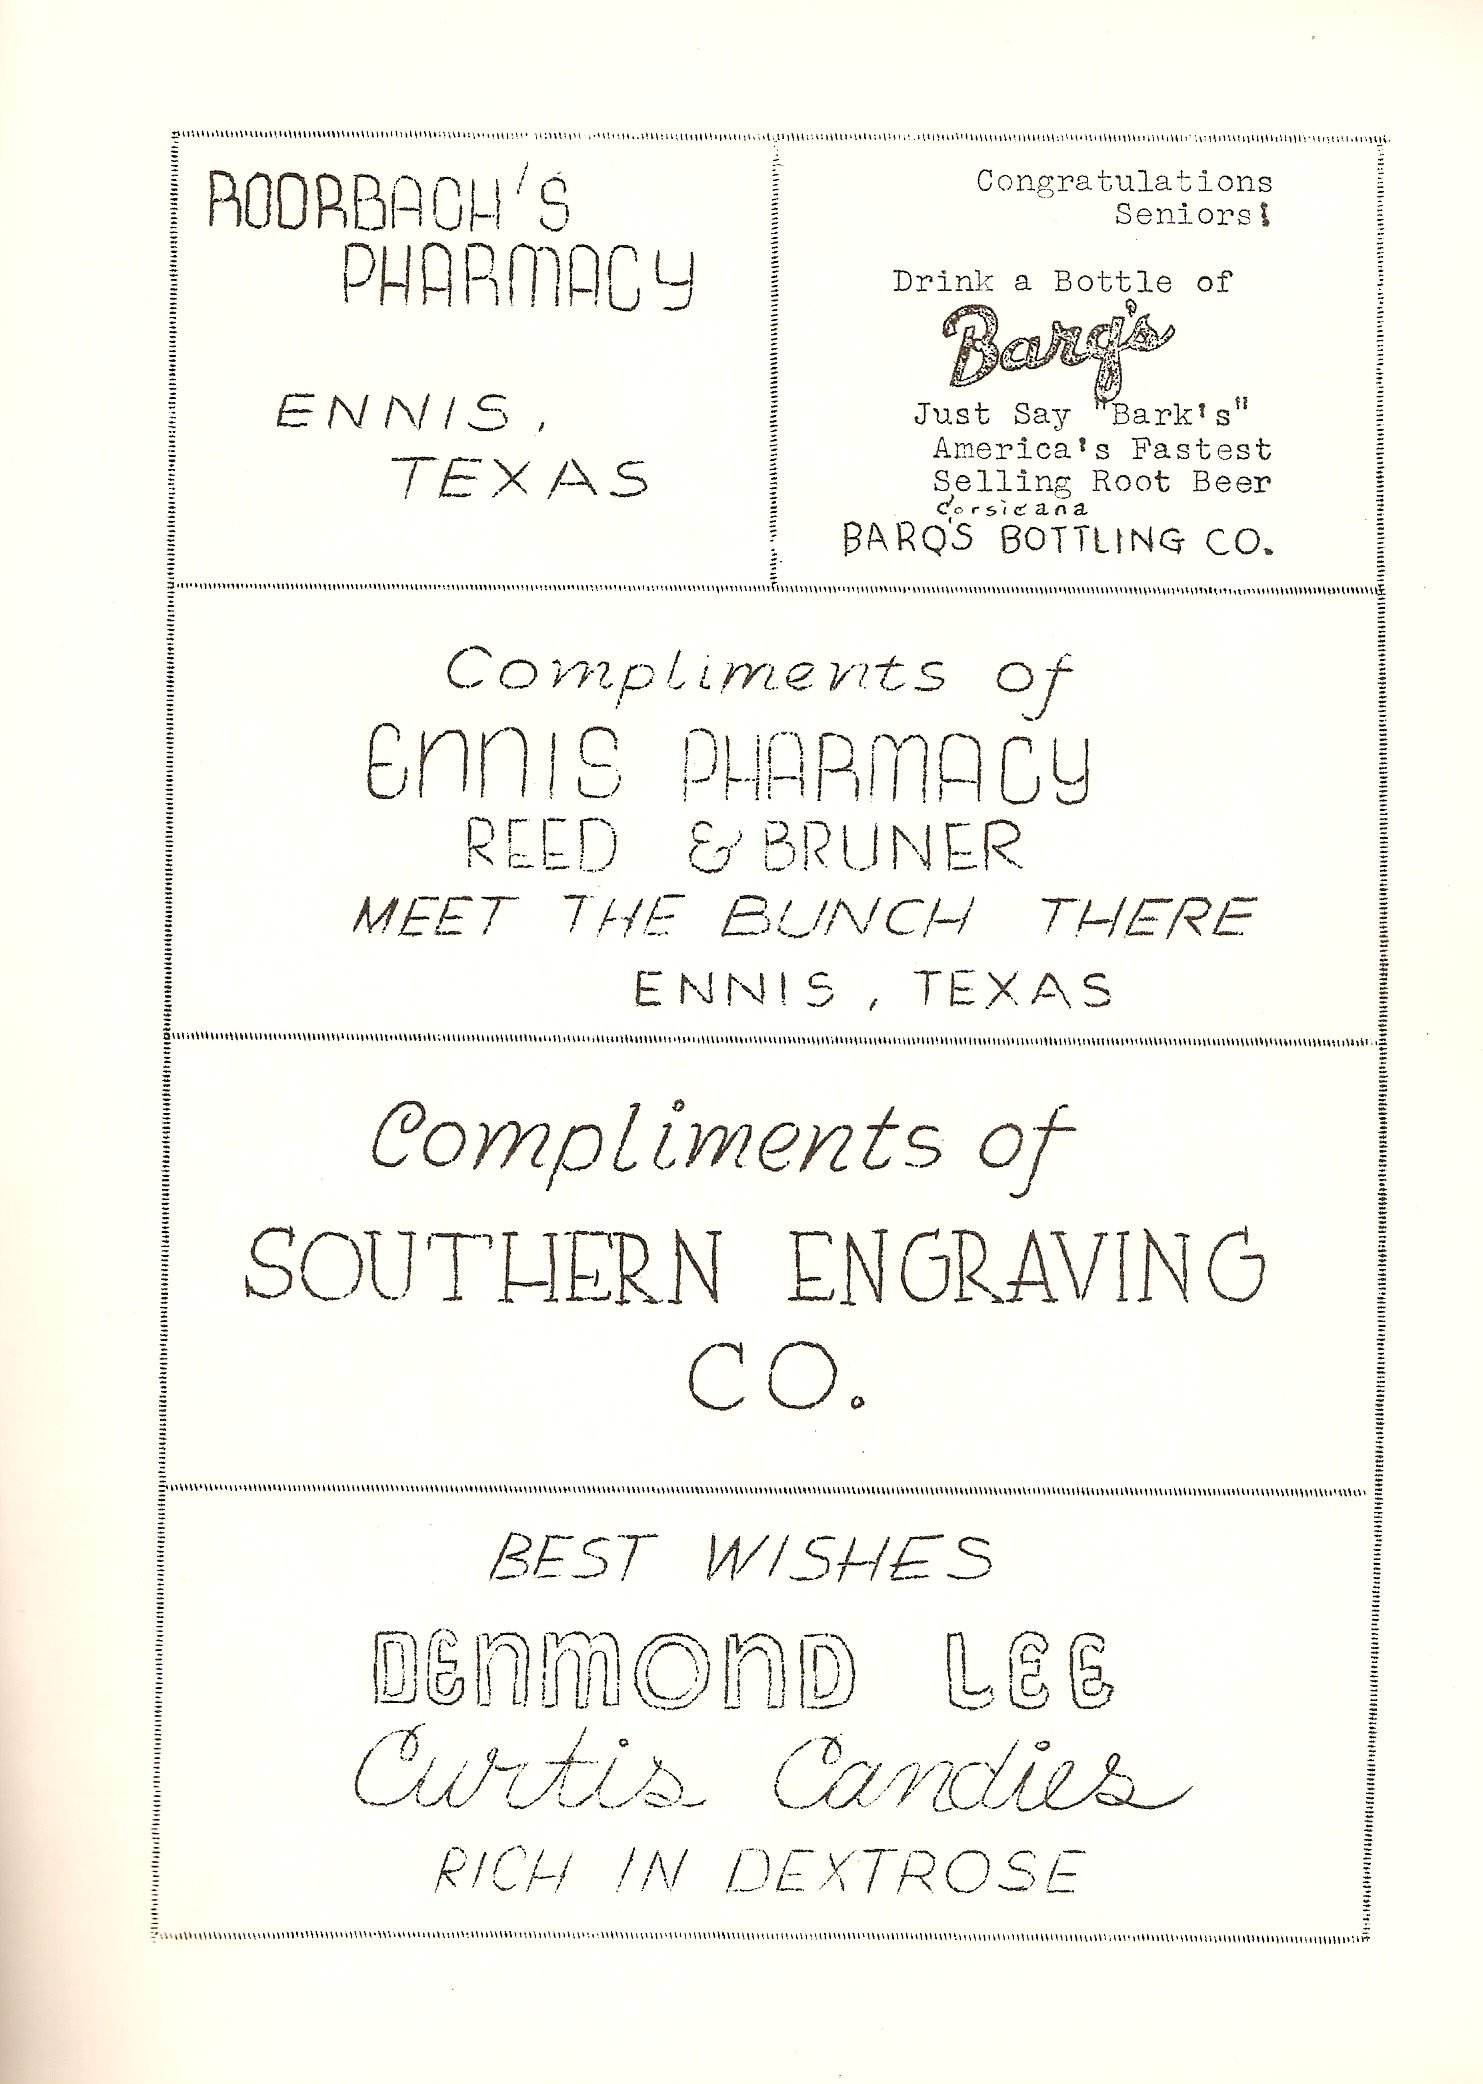 ROORBACH'S
PHARMACY
ENNIS,
TEXAS
Congratulations
Seniors!
Drink a Bottle of
Barq's
Just Say "Bark's"
America's Fastest
Selling Root Beer
Corsicana
BARQ'S BOTTLING CO.
Compliments of
ENNIS PHARMACY
REED & BRUNER
MEET THE BUNCH THERE
ENNIS, TEXAS
Compliments of
SOUTHERN ENGRAVING
CO.
BEST WISHES
DENMOND LEE
Curtis Candies
RICH IN DEXTROSE